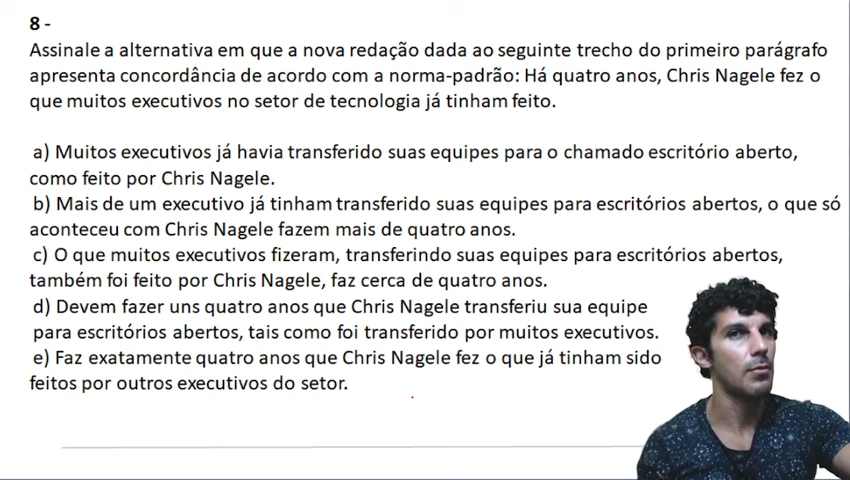 8 -
Assinale a alternativa em que a nova redação dada ao seguinte trecho do primeiro parágrafo
apresenta concordância de acordo com a norma-padrão: Há quatro anos, Chris Nagele fez o
que muitos executivos no setor de tecnologia já tinham feito.
a) Muitos executivos já havia transferido suas equipes para o chamado escritório aberto,
como feito por Chris Nagele.
b) Mais de um executivo já tinham transferido suas equipes para escritórios abertos, o que só
aconteceu com Chris Nagele fazem mais de quatro anos.
c) O que muitos executivos fizeram, transferindo suas equipes para escritórios abertos,
também foi feito por Chris Nagele, faz cerca de quatro anos.
d) Devem fazer uns quatro anos que Chris Nagele transferiu sua equipe
para escritórios abertos, tais como foi transferido por muitos executivos.
e) Faz exatamente quatro anos que Chris Nagele fez o que já tinham sido
feitos por outros executivos do setor.